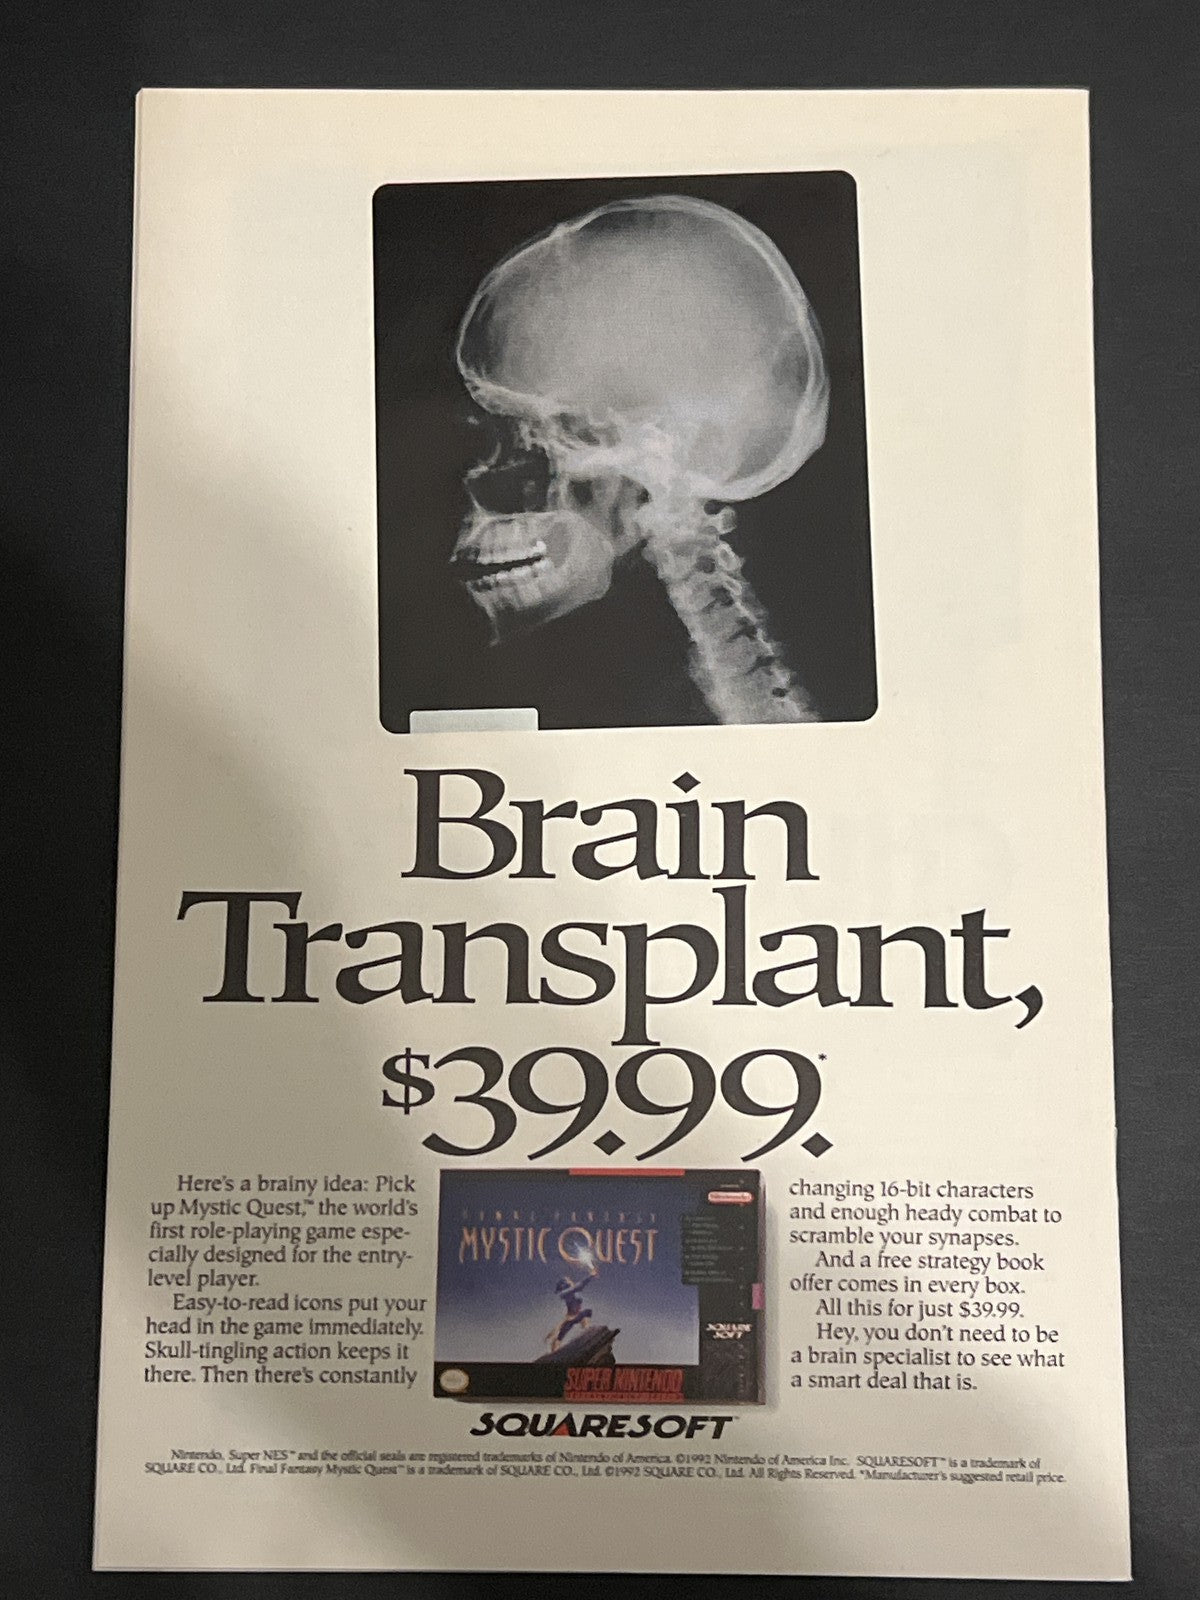 Brain
Transplant,
$39.99.*
Here's a brainy idea: Pick
up Mystic Quest,™ the world's
first role-playing game espe-
cially designed for the entry-
level player.
Easy-to-read icons put your
head in the game immediately.
Skull-tingling action keeps it
there. Then there's constantly
FINAL FANTASY
MYSTIC QUEST
Nintendo
SQUARE
SOFT
SUPER NINTENDO
changing 16-bit characters
and enough heady combat to
scramble your synapses.
And a free strategy book
offer comes in every box.
All this for just $39.99.
Hey, you don't need to be
a brain specialist to see what
a smart deal that is.
SQUARESOFT™
Nintendo, Super NES™ and the official seals are registered trademarks of Nintendo of America. ©1992 Nintendo of America Inc. SQUARESOFT™ is a trademark of
SQUARE CO., Ltd. Final Fantasy Mystic Quest™ is a trademark of SQUARE CO., Ltd. ©1992 SQUARE CO., Ltd. All Rights Reserved. *Manufacturer's suggested retail price.